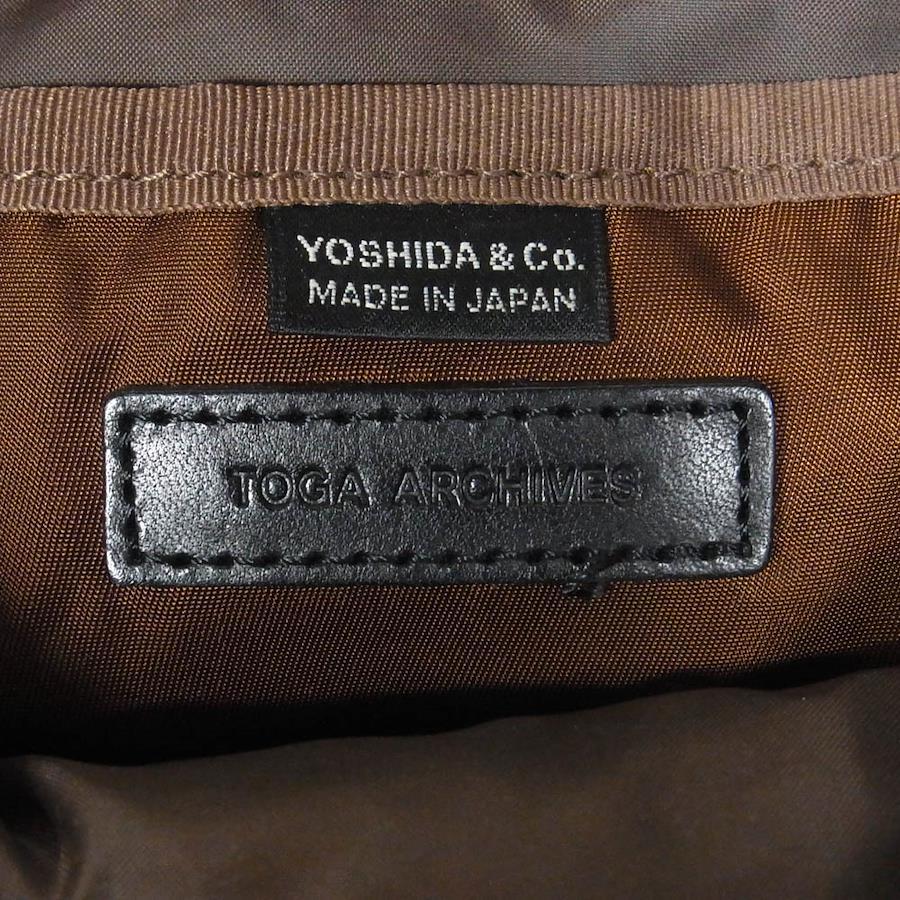 YOSHIDA & Co.
MADE IN JAPAN
TOGA ARCHIVES